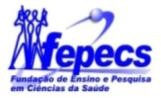 fepecs
Fundação de Ensino e Pesquisa
em Ciências da Saúde